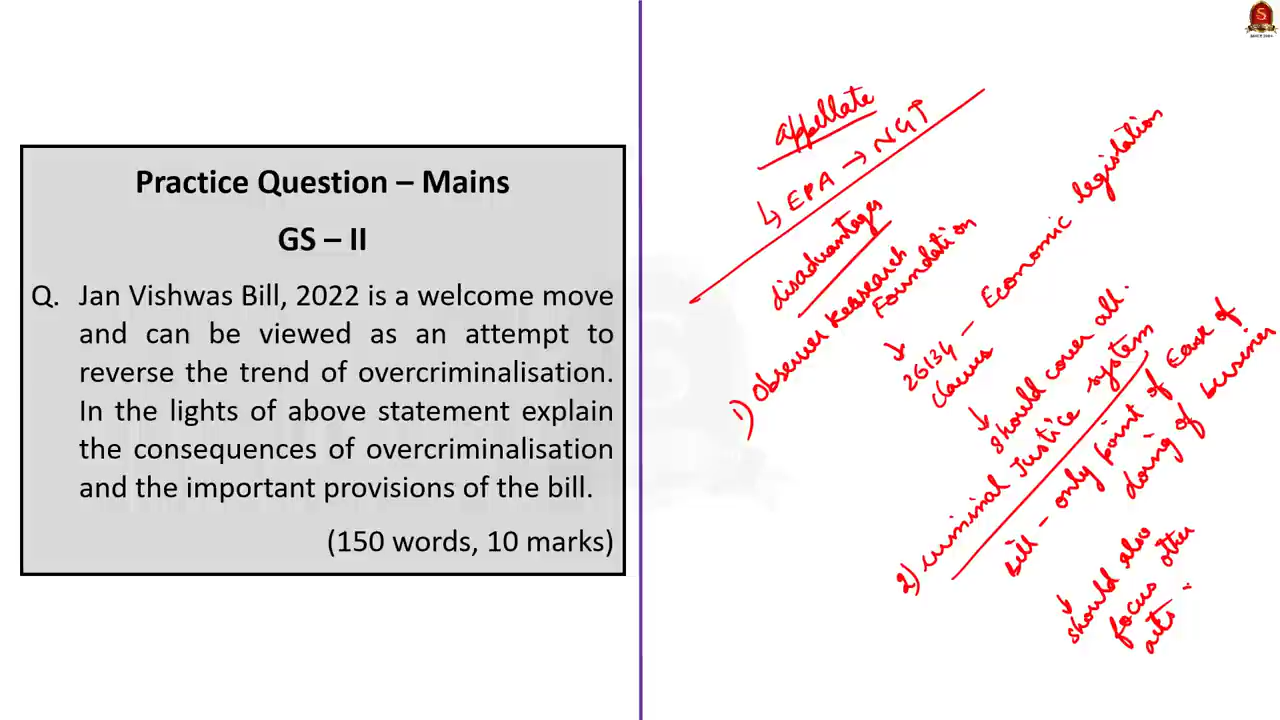 Practice Question – Mains
GS – II
Q. Jan Vishwas Bill, 2022 is a welcome move
and can be viewed as an attempt to
reverse the trend of overcriminalisation.
In the lights of above statement explain
the consequences of overcriminalisation
and the important provisions of the bill.
(150 words, 10 marks)
appellate
↳ EPA → NGT
disadvantages
1) Observer Research
Foundation
↓
26134 – Economic legislation
clauses
↓
should cover all.
2) criminal Justice system
bill – only point of Ease of
doing of business
↓
should also
focus other
acts